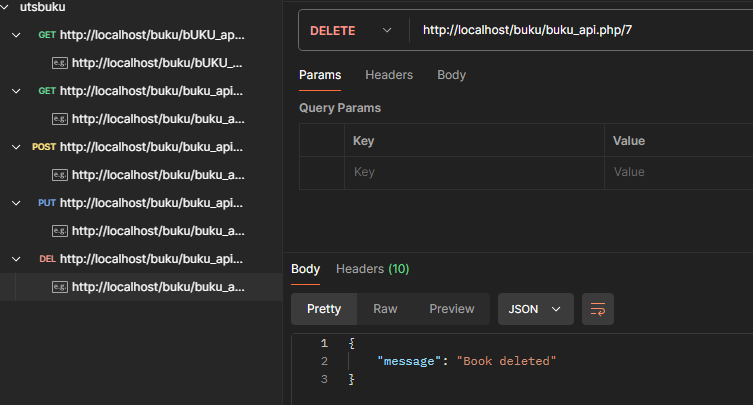 utsbuku
GET http://localhost/buku/bUKU_ap...
e.g. http://localhost/buku/bUKU_...
GET http://localhost/buku/buku_api...
e.g. http://localhost/buku/buku_a...
POST http://localhost/buku/buku_api...
e.g. http://localhost/buku/buku_a...
PUT http://localhost/buku/buku_api...
e.g. http://localhost/buku/buku_a...
DEL http://localhost/buku/buku_api...
e.g. http://localhost/buku/buku_a...
DELETE http://localhost/buku/buku_api.php/7
Params Headers Body
Query Params
Key Value
Key Value
Body Headers (10)
Pretty Raw Preview JSON
1 {
2 "message": "Book deleted"
3 }